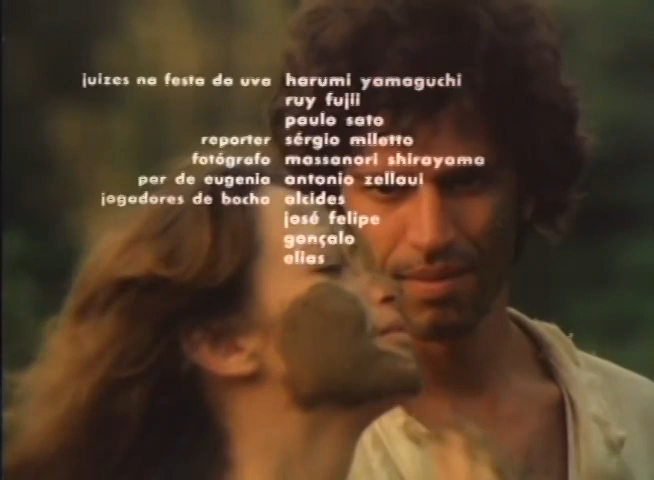 juizes na festa da uva harumi yamaguchi
ruy fujii
paulo sato
reporter sérgio miletto
fotógrafo massanori shirayama
par de eugenia antonio zellaui
jogadores de bocha alcides
josé felipe
gonçalo
elias